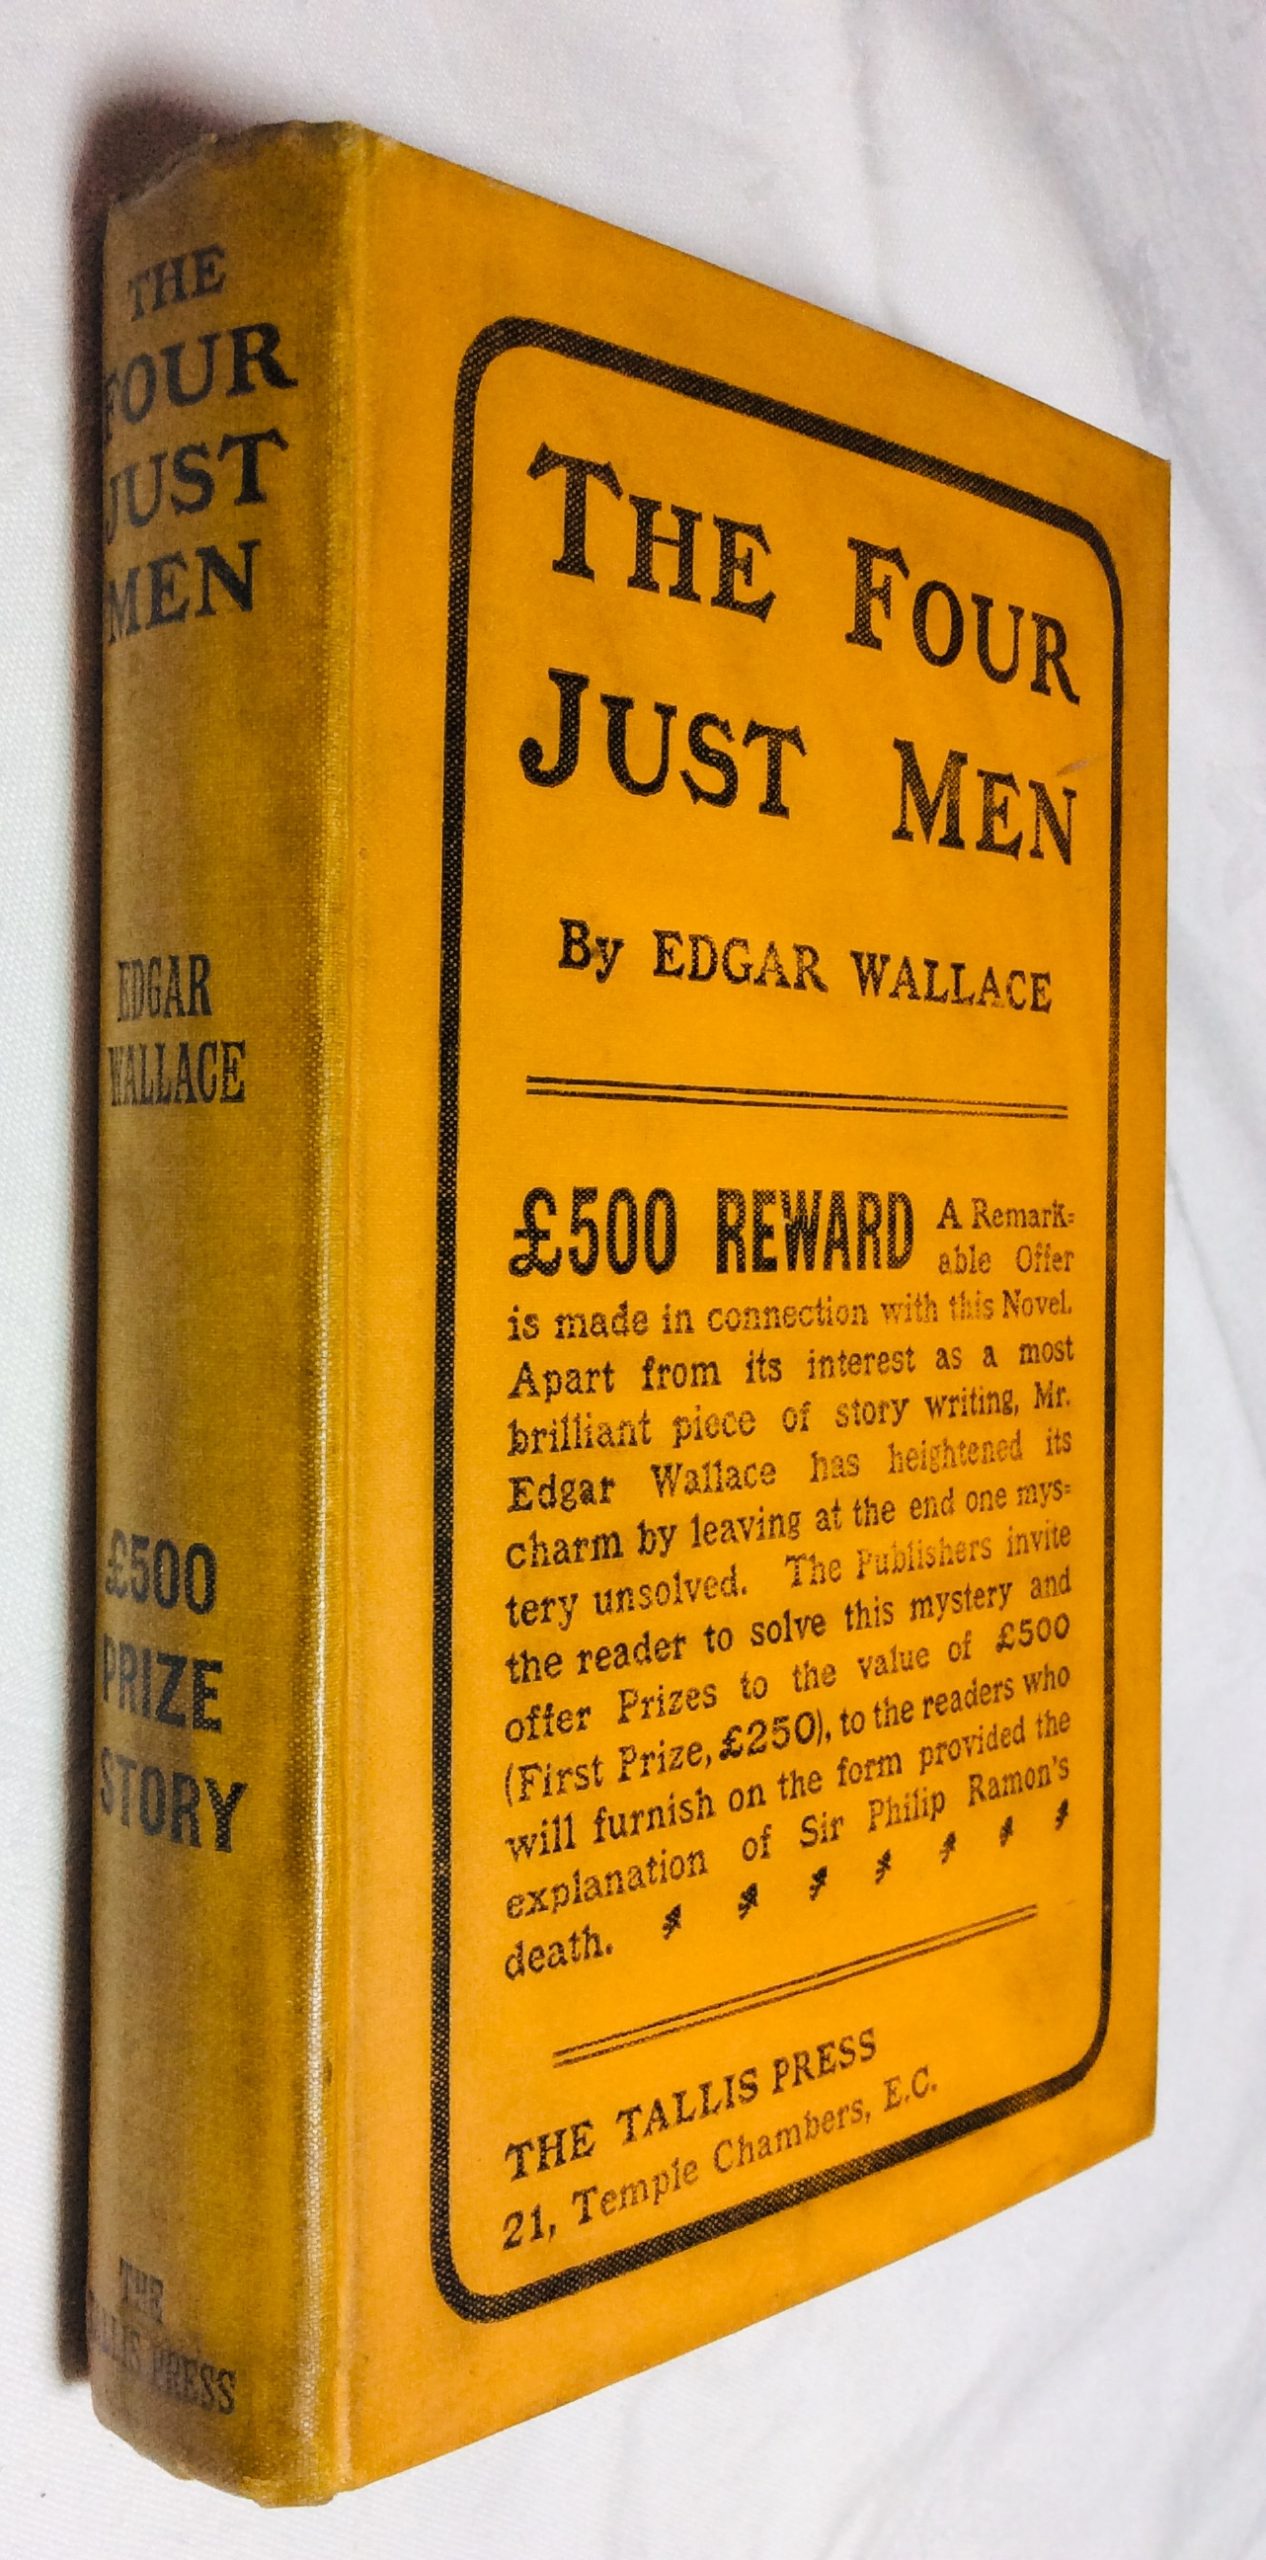 THE
FOUR
JUST
MEN
EDGAR
WALLACE
£500
PRIZE
STORY
THE
TALLIS PRESS
THE FOUR
JUST MEN
By EDGAR WALLACE
£500 REWARD A Remark=
able Offer
is made in connection with this Novel.
Apart from its interest as a most
brilliant piece of story writing, Mr.
Edgar Wallace has heightened its
charm by leaving at the end one mys=
tery unsolved. The Publishers invite
the reader to solve this mystery and
offer Prizes to the value of £500
(First Prize, £250), to the readers who
will furnish on the form provided the
explanation of Sir Philip Ramon's
death.
THE TALLIS PRESS
21, Temple Chambers, E.C.